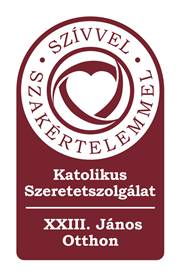 • SZÍVVEL •
SZAKÉRTELEMMEL
Katolikus
Szeretetszolgálat
XXIII. János
Otthon